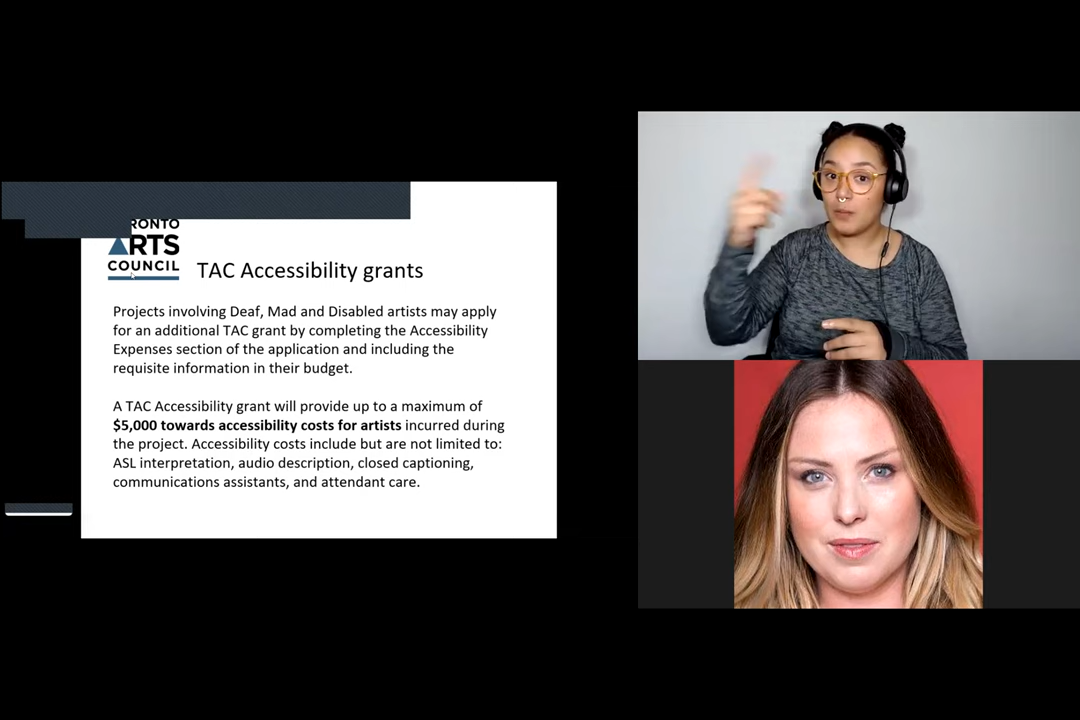 RONTO
ARTS
COUNCIL
TAC Accessibility grants
Projects involving Deaf, Mad and Disabled artists may apply
for an additional TAC grant by completing the Accessibility
Expenses section of the application and including the
requisite information in their budget.
A TAC Accessibility grant will provide up to a maximum of
$5,000 towards accessibility costs for artists incurred during
the project. Accessibility costs include but are not limited to:
ASL interpretation, audio description, closed captioning,
communications assistants, and attendant care.